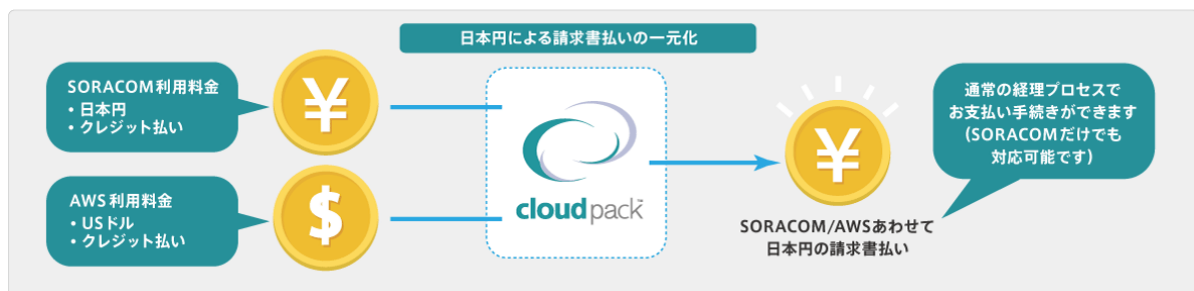 日本円による請求書払いの一元化
SORACOM利用料金
・日本円
・クレジット払い
¥
AWS利用料金
・USドル
・クレジット払い
$
cloudpack™
¥
SORACOM/AWSあわせて
日本円の請求書払い
通常の経理プロセスで
お支払い手続きができます
(SORACOMだけでも
対応可能です)